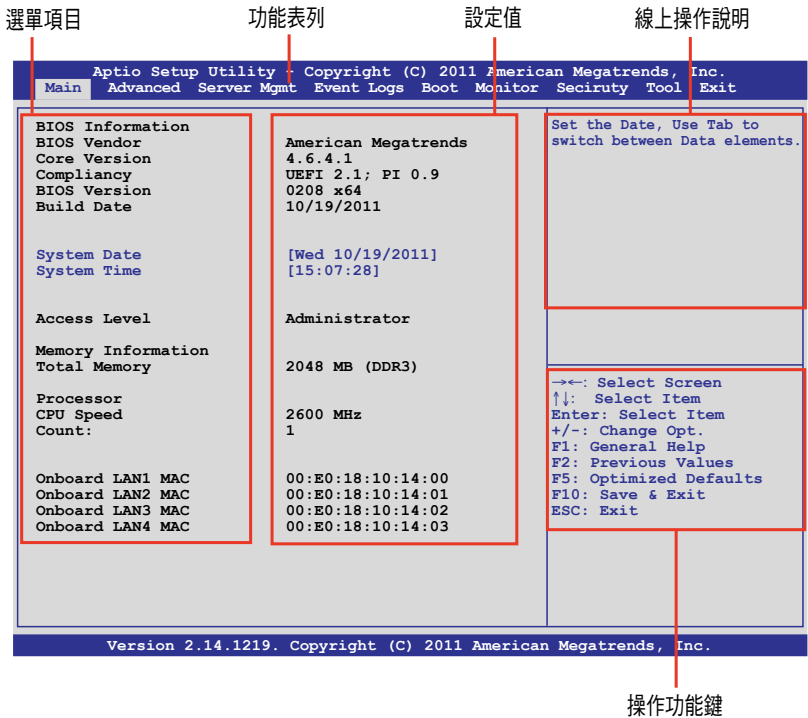 選單項目 功能表列 設定值 線上操作說明
Aptio Setup Utility - Copyright (C) 2011 American Megatrends, Inc.
Main Advanced Server Mgmt Event Logs Boot Monitor Seciruty Tool Exit
BIOS Information
BIOS Vendor American Megatrends
Core Version 4.6.4.1
Compliancy UEFI 2.1; PI 0.9
BIOS Version 0208 x64
Build Date 10/19/2011
System Date [Wed 10/19/2011]
System Time [15:07:28]
Access Level Administrator
Memory Information
Total Memory 2048 MB (DDR3)
Processor
CPU Speed 2600 MHz
Count: 1
Onboard LAN1 MAC 00:E0:18:10:14:00
Onboard LAN2 MAC 00:E0:18:10:14:01
Onboard LAN3 MAC 00:E0:18:10:14:02
Onboard LAN4 MAC 00:E0:18:10:14:03
Set the Date, Use Tab to
switch between Data elements.
→←: Select Screen
↑↓: Select Item
Enter: Select Item
+/-: Change Opt.
F1: General Help
F2: Previous Values
F5: Optimized Defaults
F10: Save & Exit
ESC: Exit
Version 2.14.1219. Copyright (C) 2011 American Megatrends, Inc.
操作功能鍵